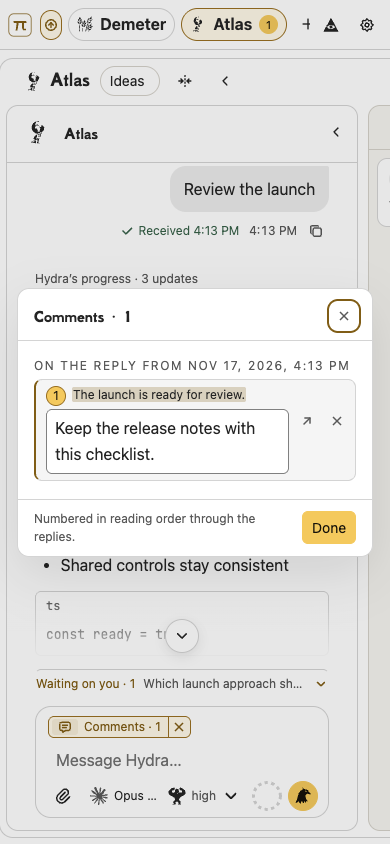 π
Demeter
Atlas 1
Atlas
Ideas
Atlas
Review the launch
Received 4:13 PM 4:13 PM
Hydra's progress · 3 updates
Comments · 1
ON THE REPLY FROM NOV 17, 2026, 4:13 PM
1 The launch is ready for review.
Keep the release notes with
this checklist.
Numbered in reading order through the
replies.
Done
• Shared controls stay consistent
ts
const ready =
Waiting on you · 1 Which launch approach sh...
Comments · 1
Message Hydra...
Opus ... high